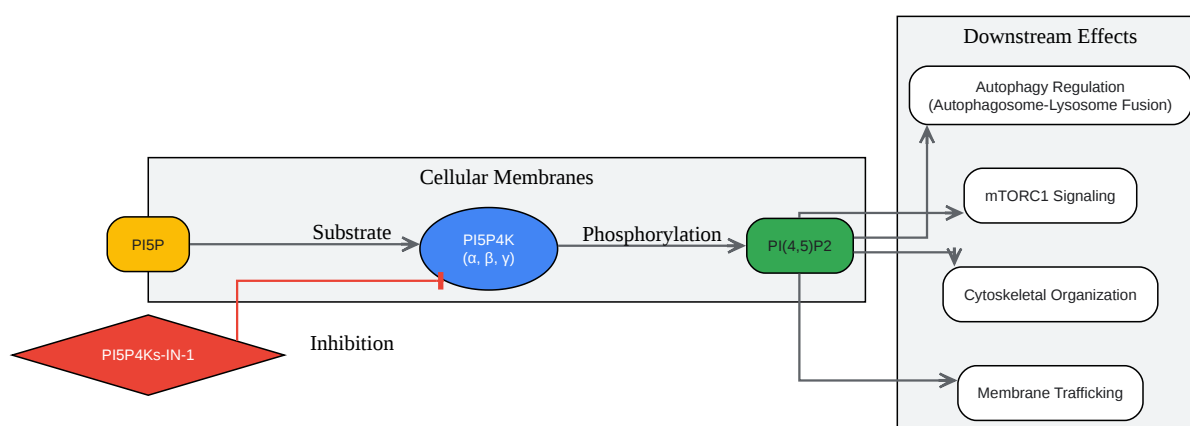 Downstream Effects
Autophagy Regulation
(Autophagosome-Lysosome Fusion)
Cellular Membranes
mTORC1 Signaling
PI5P
Substrate
PI5P4K
(α, β, γ)
Phosphorylation
PI(4,5)P2
Cytoskeletal Organization
PI5P4Ks-IN-1
Inhibition
Membrane Trafficking